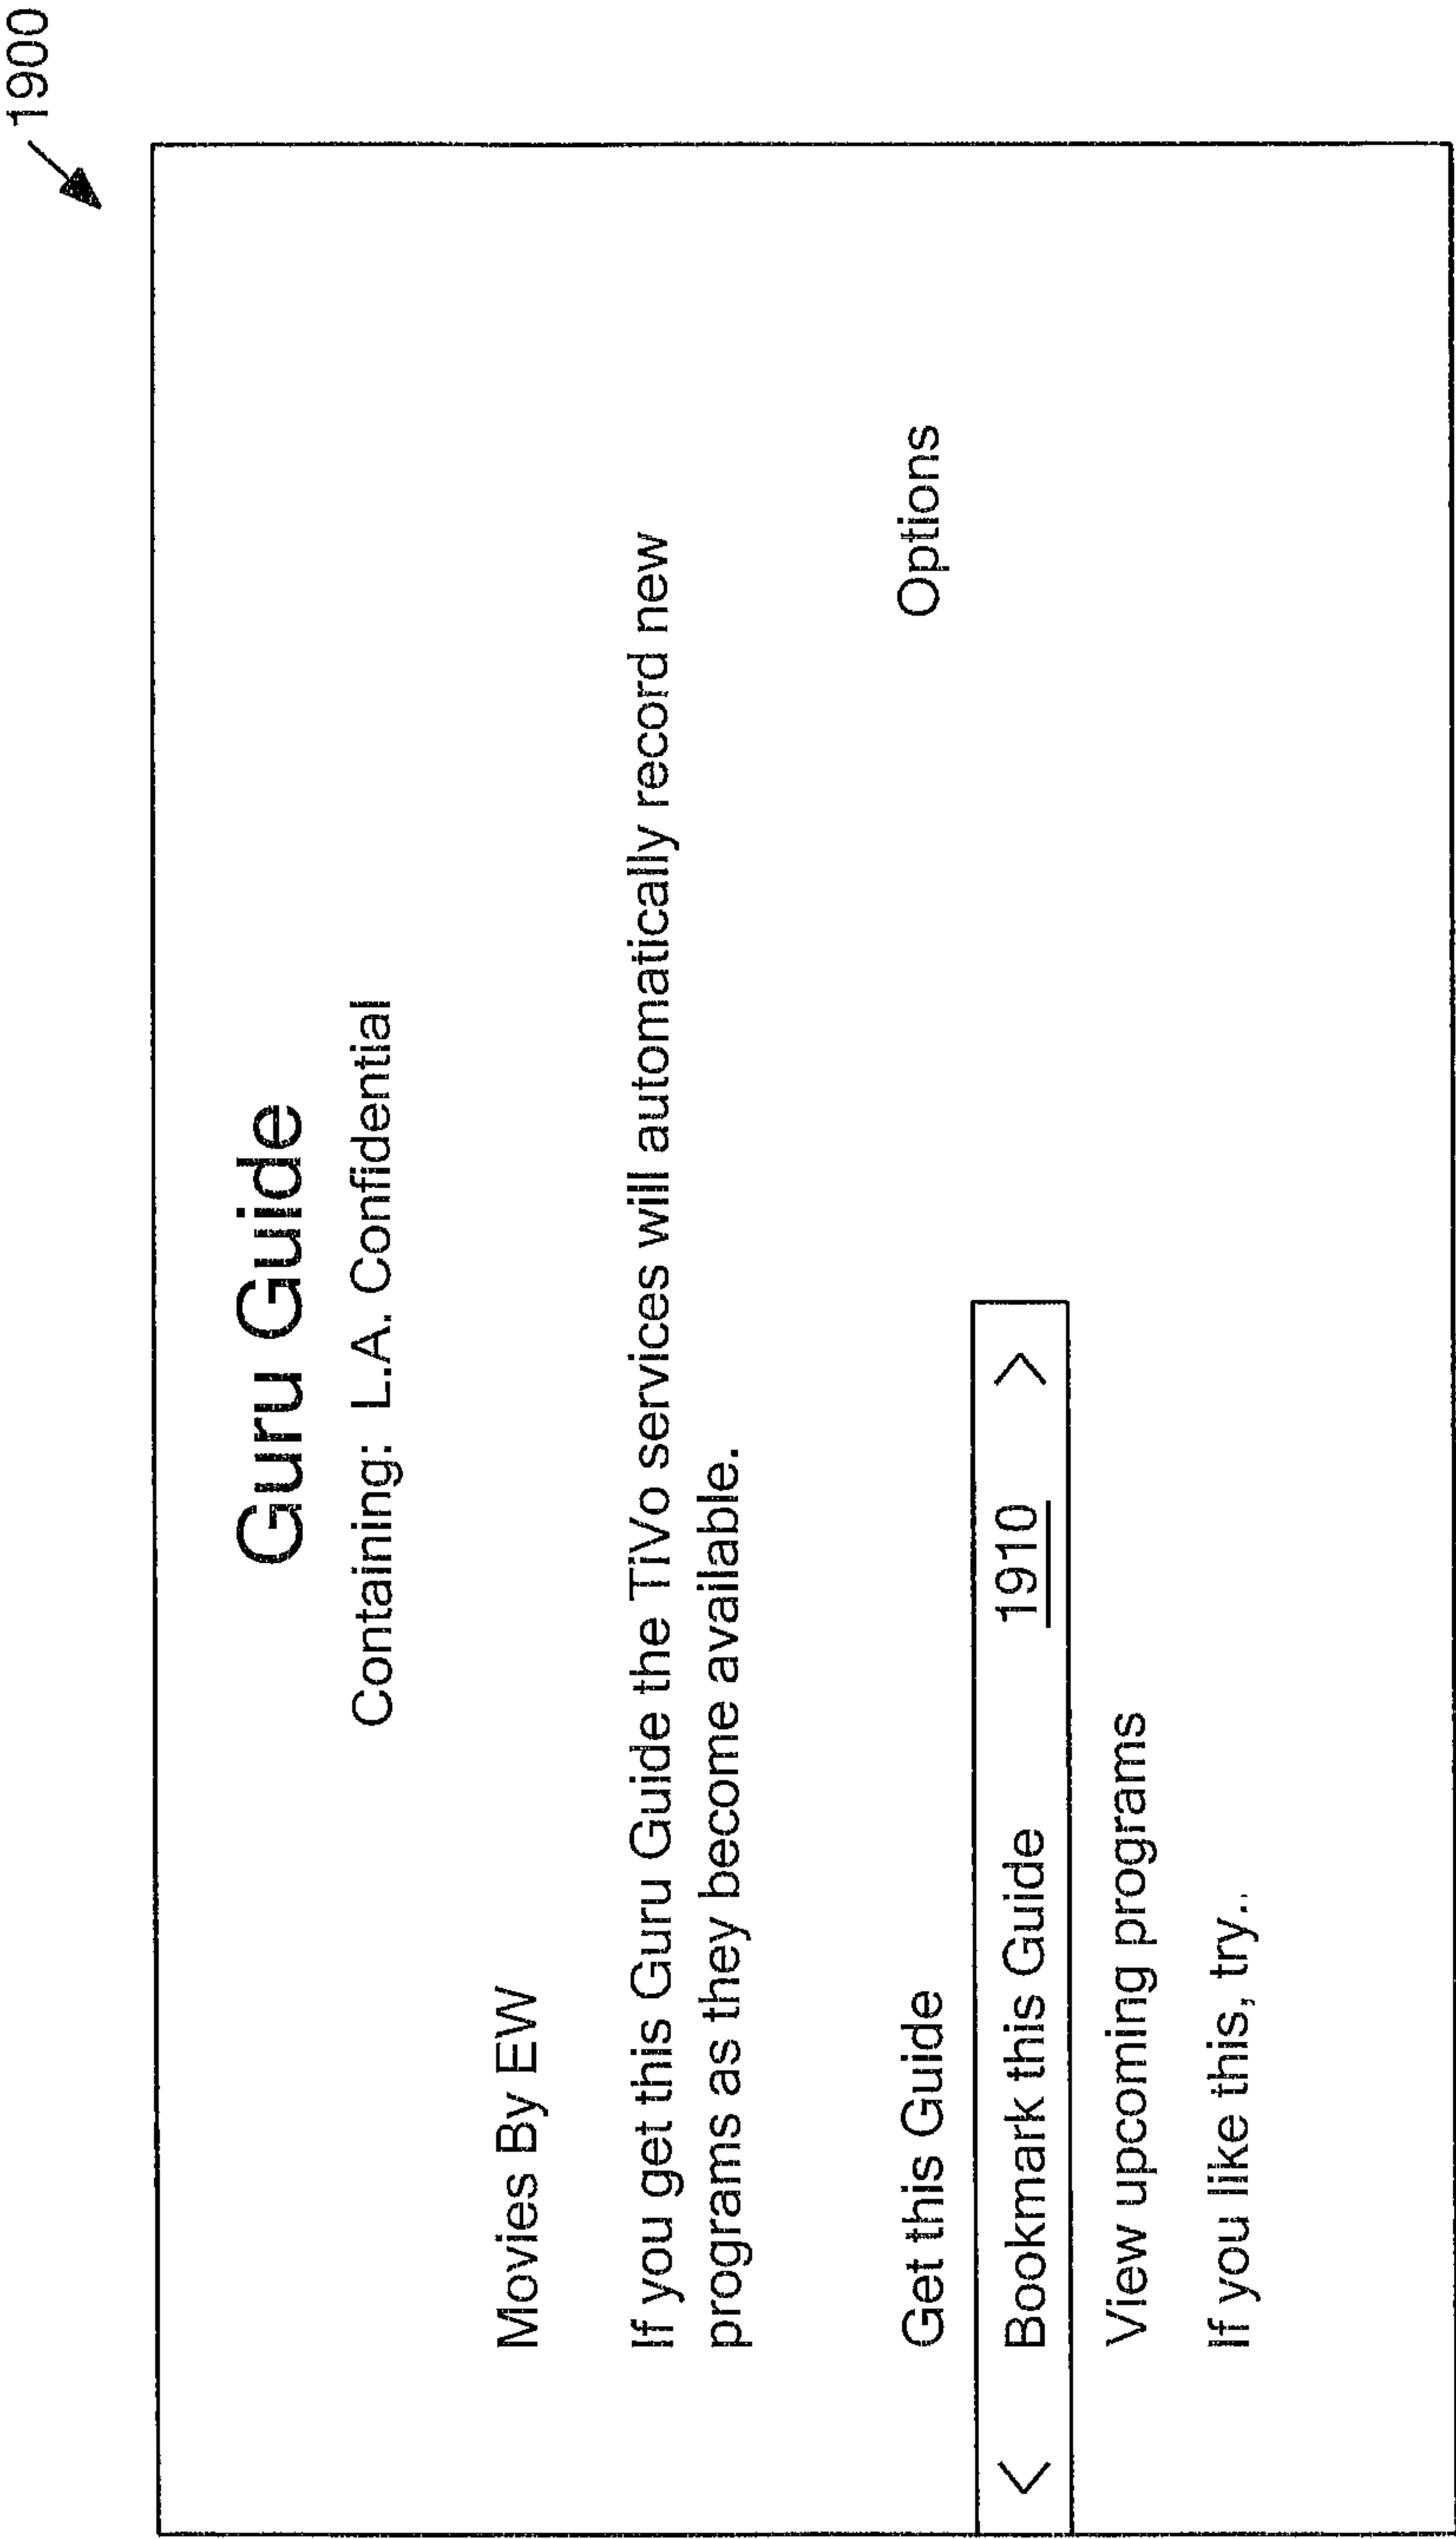 1900
Guru Guide
Containing: L.A. Confidential
Movies By EW
If you get this Guru Guide the TiVo services will automatically record new
programs as they become available.
Options
Get this Guide
< Bookmark this Guide 1910 >
View upcoming programs
If you like this, try..